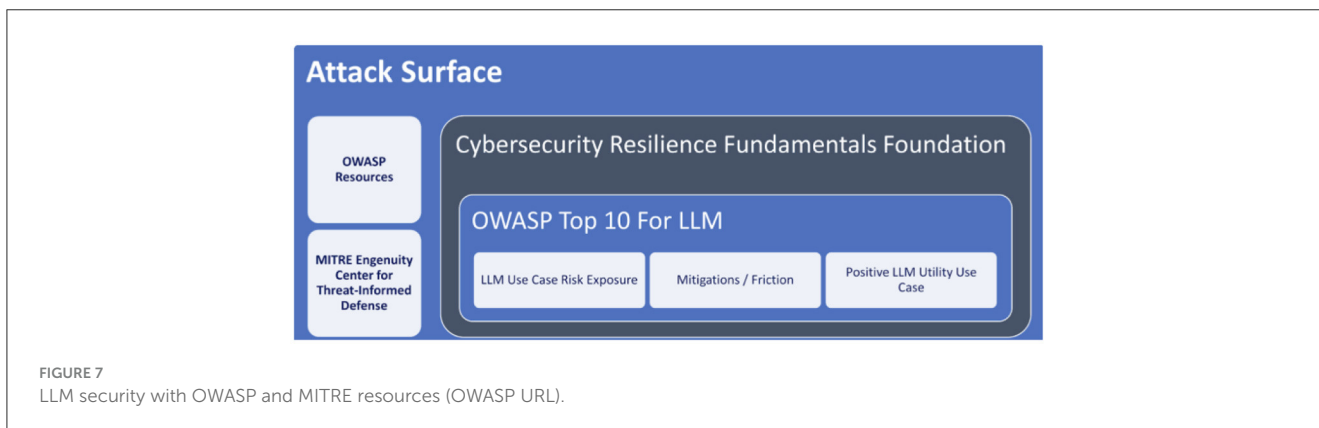 Attack Surface
OWASP
Resources
MITRE Engenuity
Center for
Threat-Informed
Defense
Cybersecurity Resilience Fundamentals Foundation
OWASP Top 10 For LLM
LLM Use Case Risk Exposure
Mitigations / Friction
Positive LLM Utility Use
Case
FIGURE 7
LLM security with OWASP and MITRE resources (OWASP URL).